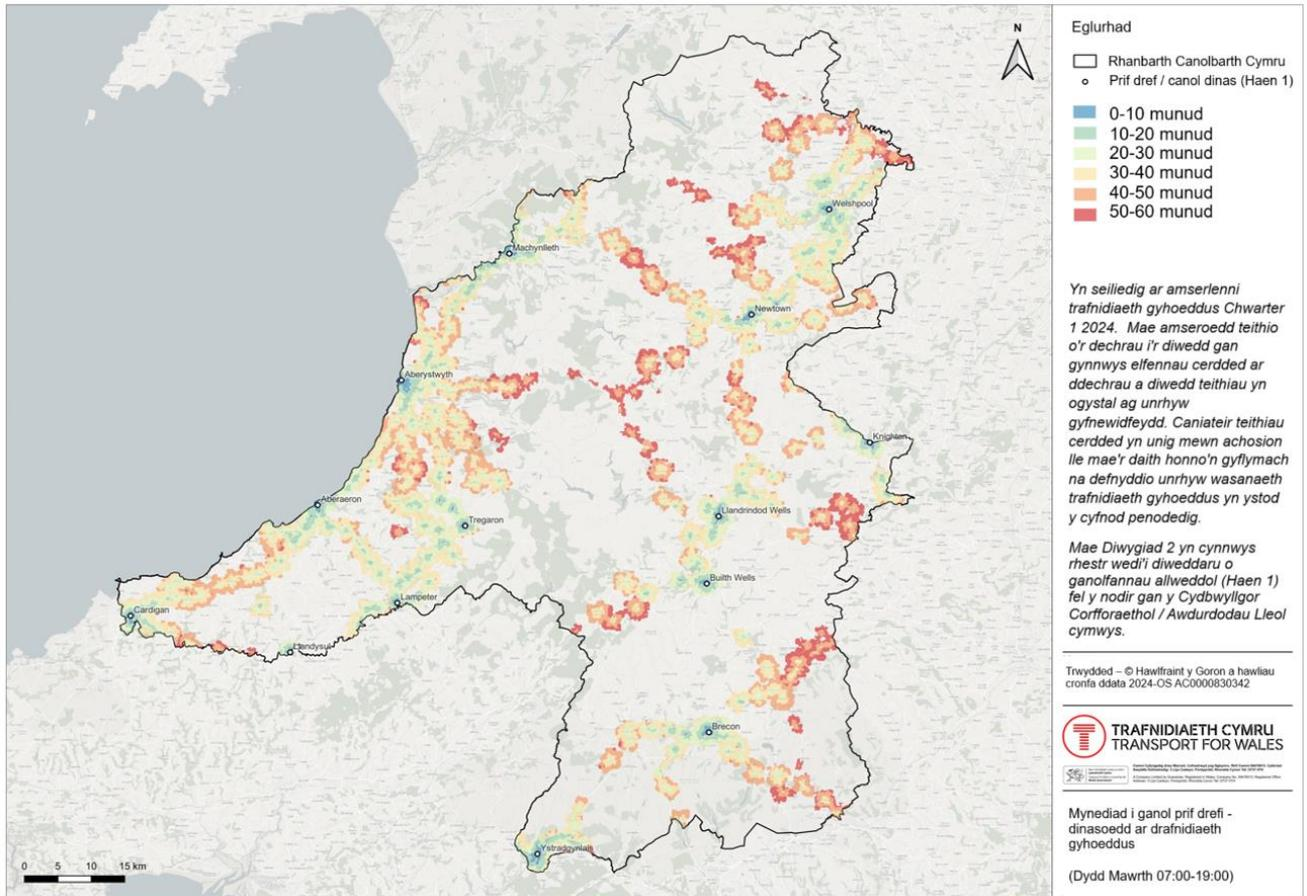 N
Machynlleth
Welshpool
Newtown
Aberystwyth
Knighton
Aberaeron
Tregaron
Llandrindod Wells
Builth Wells
Lampeter
Cardigan
Llandysul
Brecon
Ystradgynlais
0 5 10 15 km
Eglurhad
Rhanbarth Canolbarth Cymru
Prif dref / canol dinas (Haen 1)
0-10 munud
10-20 munud
20-30 munud
30-40 munud
40-50 munud
50-60 munud
Yn seiliedig ar amserlenni
trafnidiaeth gyhoeddus Chwarter
1 2024. Mae amseroedd teithio
o'r dechrau i'r diwedd gan
gynnwys elfennau cerdded ar
ddechrau a diwedd teithiau yn
ogystal ag unrhyw
gyfnewidfeydd. Caniateir teithiau
cerdded yn unig mewn achosion
lle mae'r daith honno'n gyflymach
na defnyddio unrhyw wasanaeth
trafnidiaeth gyhoeddus yn ystod
y cyfnod penodedig.
Mae Diwygiad 2 yn cynnwys
rhestr wedi'i diweddaru o
ganolfannau allweddol (Haen 1)
fel y nodir gan y Cydbwyllgor
Corfforaethol / Awdurdodau Lleol
cymwys.
Trwydded – © Hawlfraint y Goron a hawliau
cronfa ddata 2024-OS AC0000830342
TRAFNIDIAETH CYMRU
TRANSPORT FOR WALES
Mynediad i ganol prif drefi -
dinasoedd ar drafnidiaeth
gyhoeddus
(Dydd Mawrth 07:00-19:00)